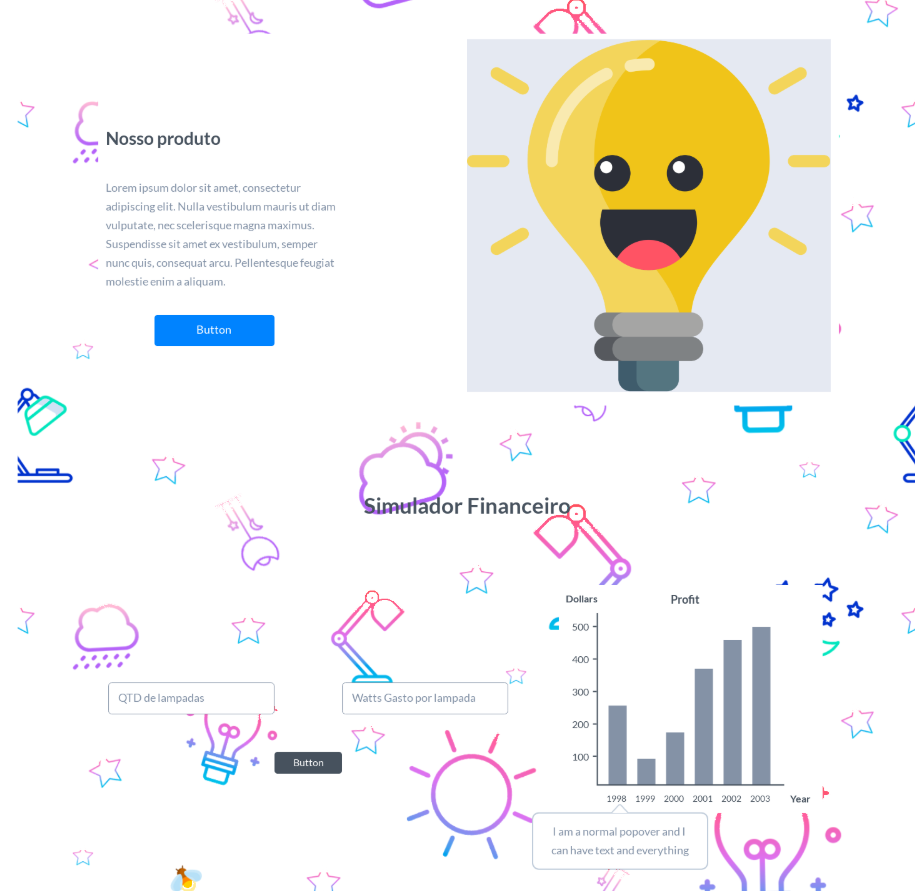 Nosso produto
Lorem ipsum dolor sit amet, consectetur
adipiscing elit. Nulla vestibulum mauris ut diam
vulputate, nec scelerisque magna maximus.
Suspendisse sit amet ex vestibulum, semper
nunc quis, consequat arcu. Pellentesque feugiat
molestie enim a aliquam.
Button
Simulador Financeiro
QTD de lampadas
Watts Gasto por lampada
Button
Dollars
Profit
500
400
300
200
100
1998 1999 2000 2001 2002 2003 Year
I am a normal popover and I
can have text and everything